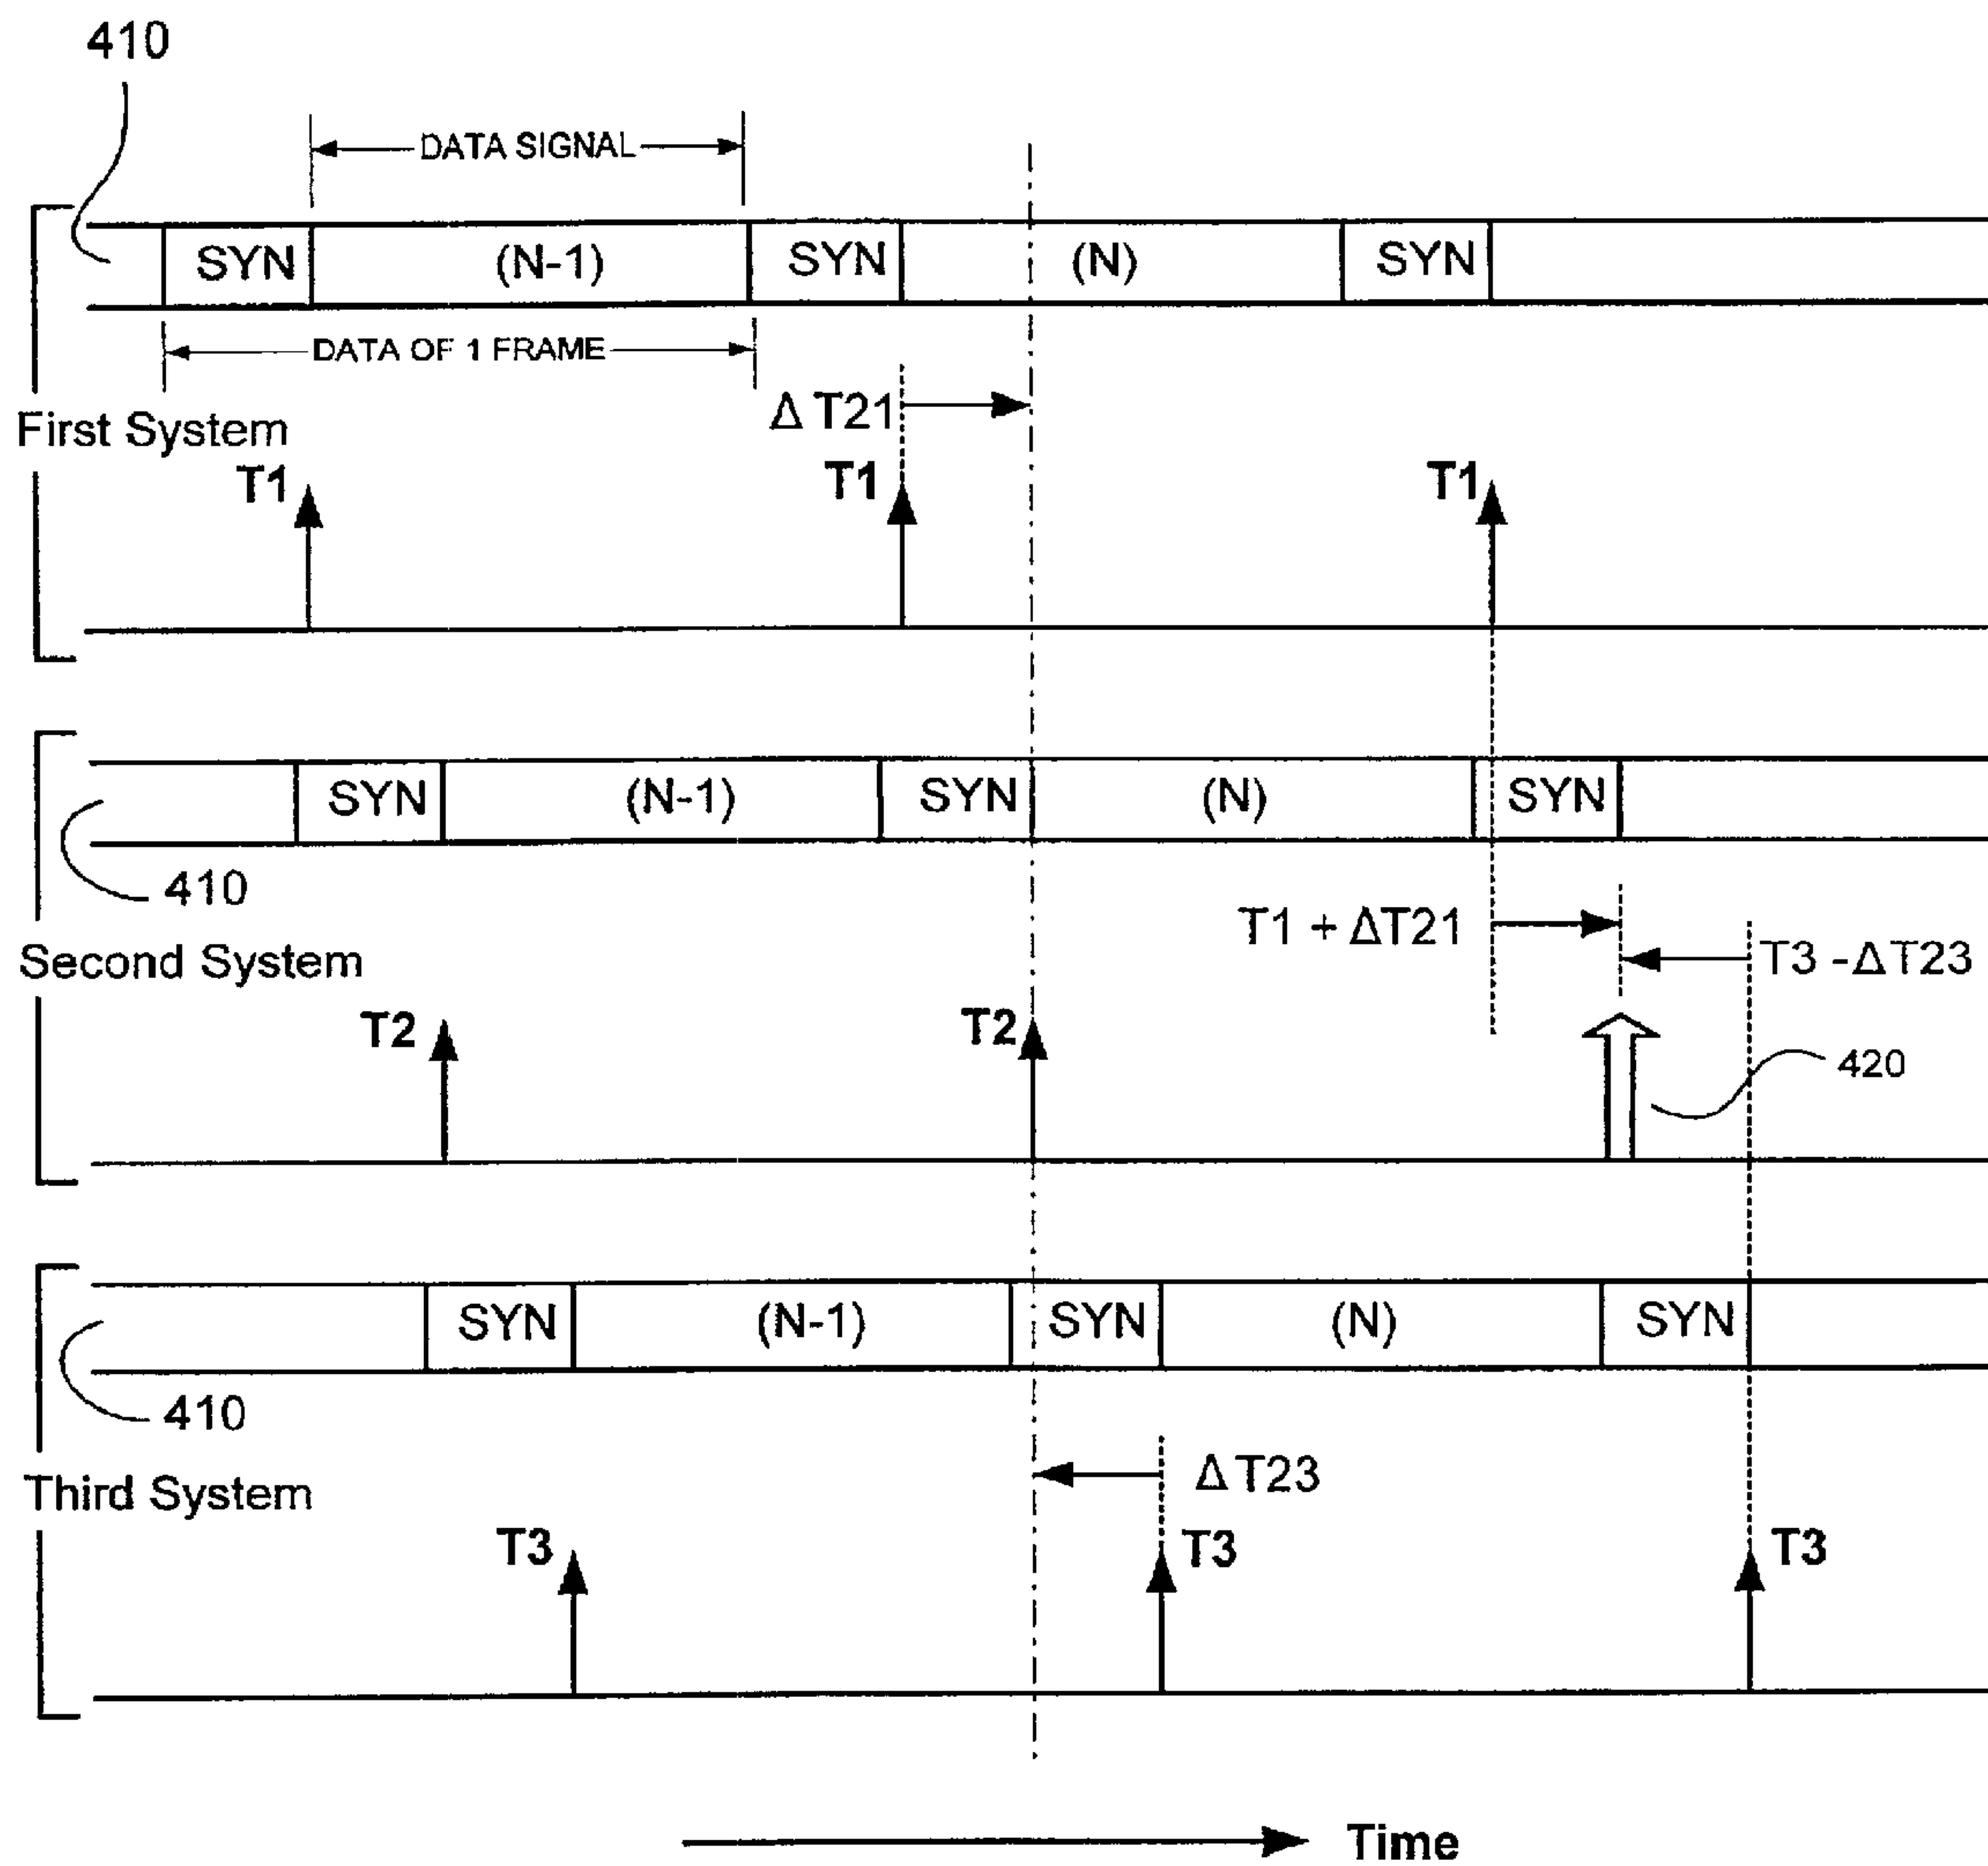 410
DATA SIGNAL
SYN (N-1) SYN (N) SYN
DATA OF 1 FRAME
Δ T21
First System
T1 T1 T1
SYN (N-1) SYN (N) SYN
410
T1 + ΔT21
Second System
T3 -ΔT23
T2 T2
420
SYN (N-1) SYN (N) SYN
410
Δ T23
Third System
T3 T3 T3
Time